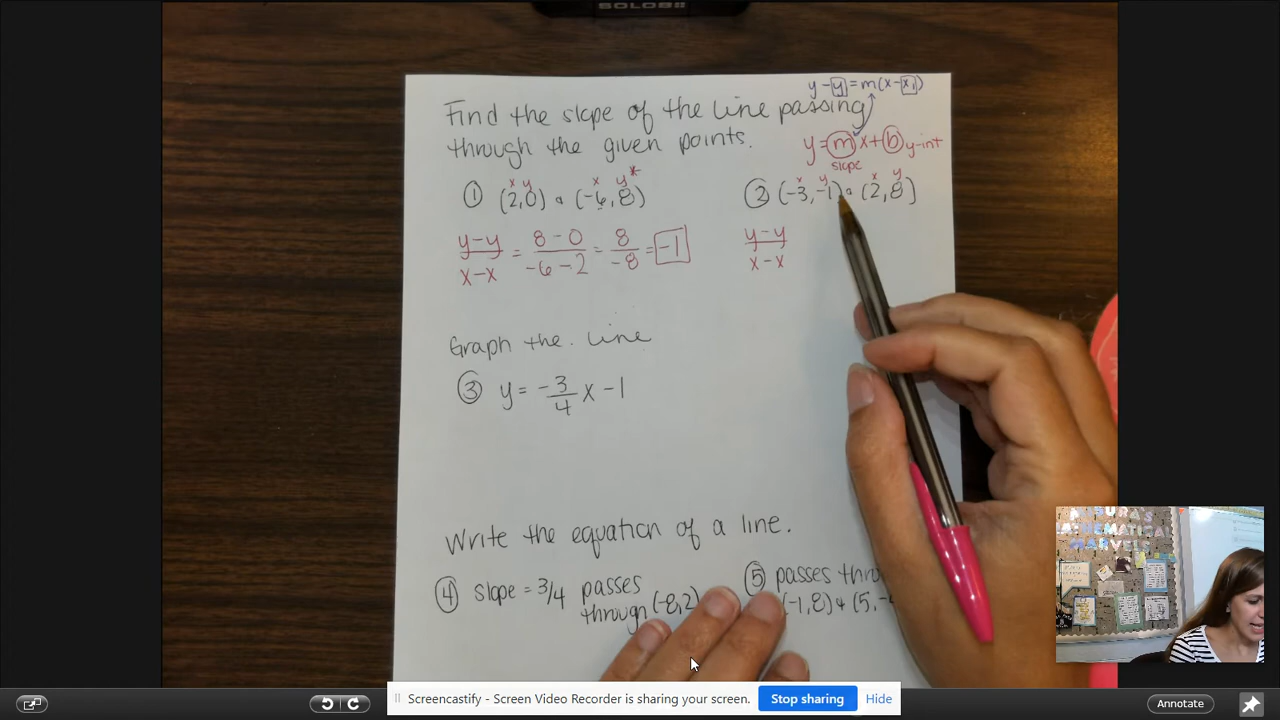 SOLO8
y-y=m(x-x₁)
Find the slope of the line passing
through the given points.
y=mx+b y-int
slope
x y x y*
① (2,0) & (-6,8)
y-y/x-x = 8-0/-6-2 = 8/-8 = -1
x y x y
② (-3,-1) & (2,8)
y-y/x-x
Graph the line
③ y = -3/4 x -1
Write the equation of a line.
④ slope = 3/4 passes
through (-8,2)
⑤ passes thro
(-1,8) & (5,-4
Screencastify - Screen Video Recorder is sharing your screen.
Stop sharing
Hide
Annotate